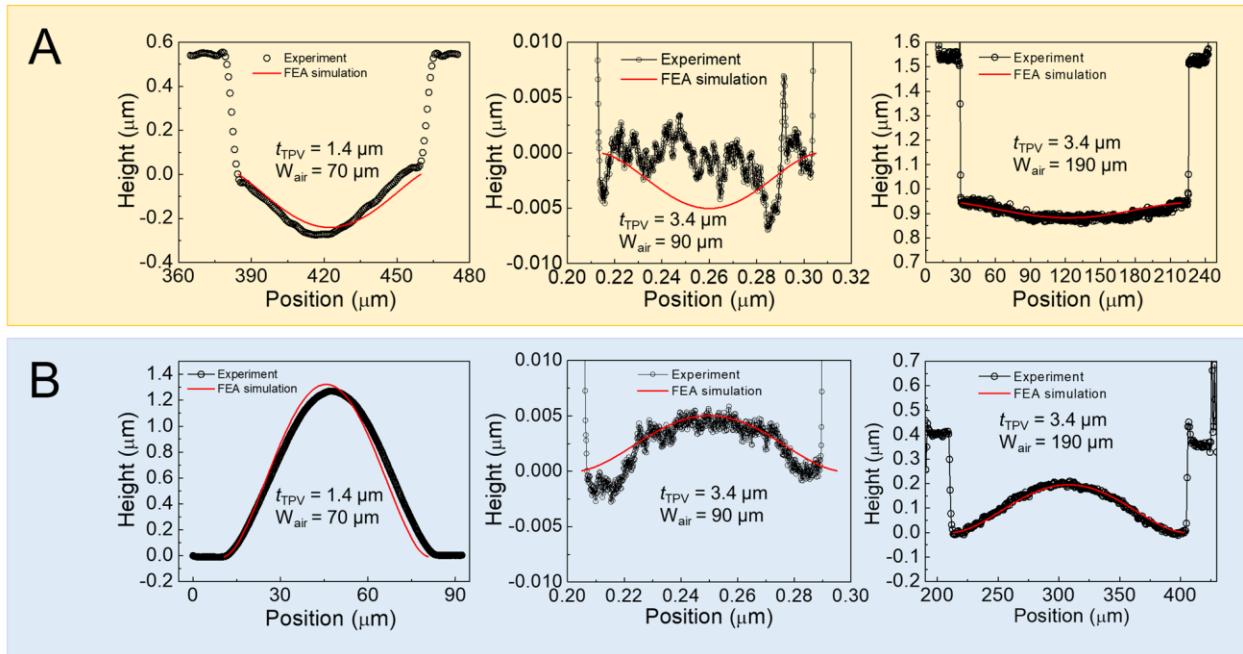 A
Height (μm)
0.6
0.4
0.2
0.0
-0.2
-0.4
360
390
420
450
480
Position (μm)
Experiment
FEA simulation
tTPV = 1.4 μm
Wair = 70 μm
Height (μm)
0.010
0.005
0.000
-0.005
-0.010
0.20
0.22
0.24
0.26
0.28
0.30
0.32
Position (μm)
Experiment
FEA simulation
tTPV = 3.4 μm
Wair = 90 μm
Height (μm)
1.6
1.5
1.4
1.3
1.2
1.1
1.0
0.9
0.8
0.7
0
30
60
90
120
150
180
210
240
Position (μm)
Experiment
FEA simulation
tTPV = 3.4 μm
Wair = 190 μm
B
Height (μm)
1.4
1.2
1.0
0.8
0.6
0.4
0.2
0.0
-0.2
0
30
60
90
Position (μm)
Experiment
FEA simulation
tTPV = 1.4 μm
Wair = 70 μm
Height (μm)
0.010
0.005
0.000
-0.005
-0.010
0.20
0.22
0.24
0.26
0.28
0.30
Position (μm)
Experiment
FEA simulation
tTPV = 3.4 μm
Wair = 90 μm
Height (μm)
0.7
0.6
0.5
0.4
0.3
0.2
0.1
0.0
-0.1
-0.2
200
250
300
350
400
Position (μm)
Experiment
FEA simulation
tTPV = 3.4 μm
Wair = 190 μm